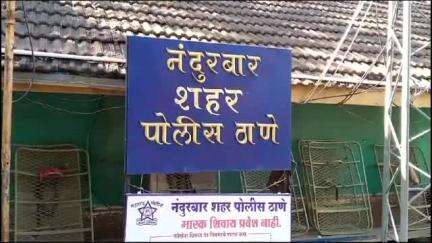 नंदुरबार
शहर
पोलीस ठाणे
नंदुरबार शहर पोलीस ठाणे
मास्क शिवाय प्रवेश नाही.